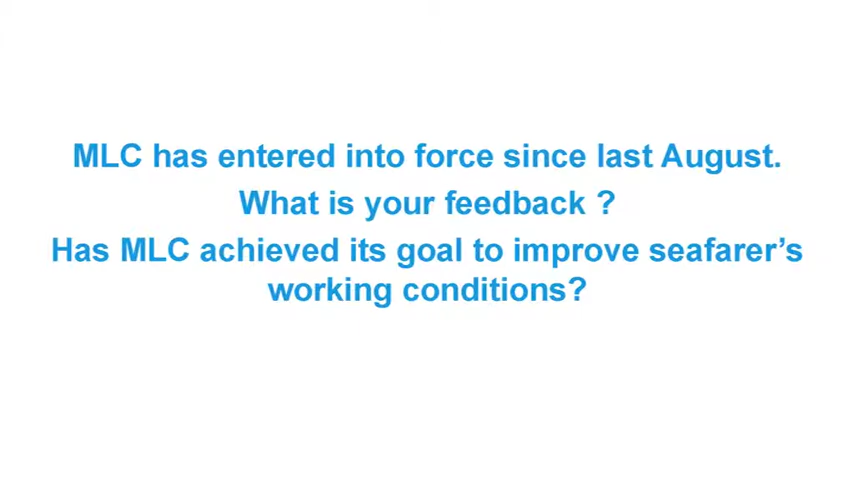 MLC has entered into force since last August.
What is your feedback ?
Has MLC achieved its goal to improve seafarer’s
working conditions?